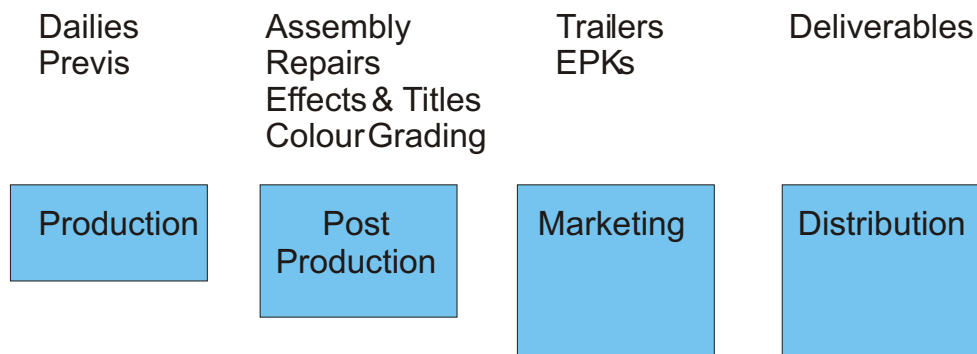 Dailies
Previs
Assembly
Repairs
Effects & Titles
Colour Grading
Trailers
EPKs
Deliverables
Production
Post
Production
Marketing
Distribution